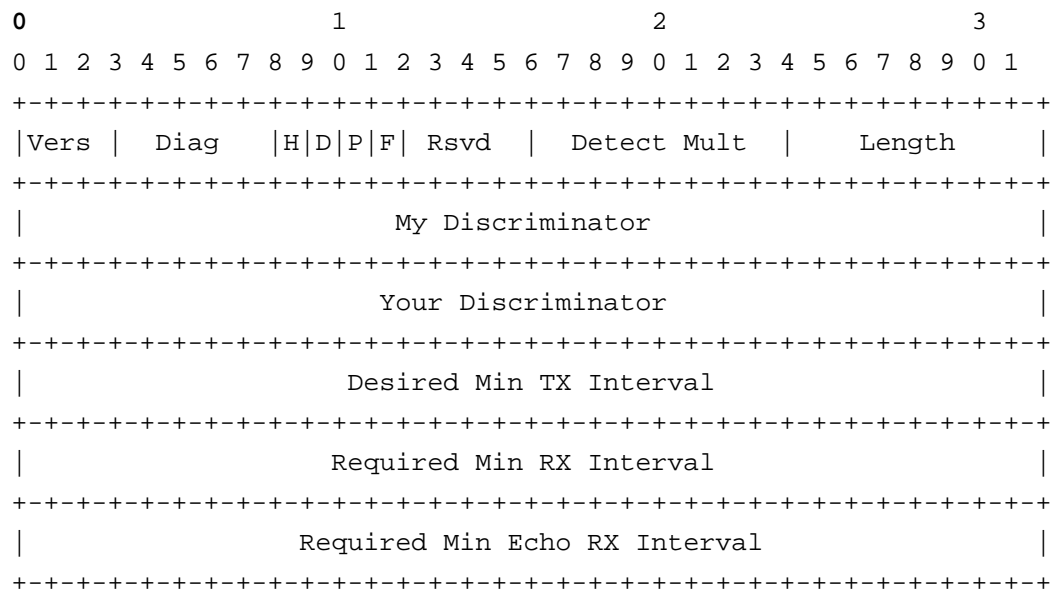 0                   1                   2                   3
0 1 2 3 4 5 6 7 8 9 0 1 2 3 4 5 6 7 8 9 0 1 2 3 4 5 6 7 8 9 0 1
+-+-+-+-+-+-+-+-+-+-+-+-+-+-+-+-+-+-+-+-+-+-+-+-+-+-+-+-+-+-+-+-+
|Vers |  Diag   |H|D|P|F| Rsvd  |  Detect Mult  |    Length     |
+-+-+-+-+-+-+-+-+-+-+-+-+-+-+-+-+-+-+-+-+-+-+-+-+-+-+-+-+-+-+-+-+
|                       My Discriminator                        |
+-+-+-+-+-+-+-+-+-+-+-+-+-+-+-+-+-+-+-+-+-+-+-+-+-+-+-+-+-+-+-+-+
|                      Your Discriminator                       |
+-+-+-+-+-+-+-+-+-+-+-+-+-+-+-+-+-+-+-+-+-+-+-+-+-+-+-+-+-+-+-+-+
|                    Desired Min TX Interval                    |
+-+-+-+-+-+-+-+-+-+-+-+-+-+-+-+-+-+-+-+-+-+-+-+-+-+-+-+-+-+-+-+-+
|                   Required Min RX Interval                    |
+-+-+-+-+-+-+-+-+-+-+-+-+-+-+-+-+-+-+-+-+-+-+-+-+-+-+-+-+-+-+-+-+
|                 Required Min Echo RX Interval                 |
+-+-+-+-+-+-+-+-+-+-+-+-+-+-+-+-+-+-+-+-+-+-+-+-+-+-+-+-+-+-+-+-+